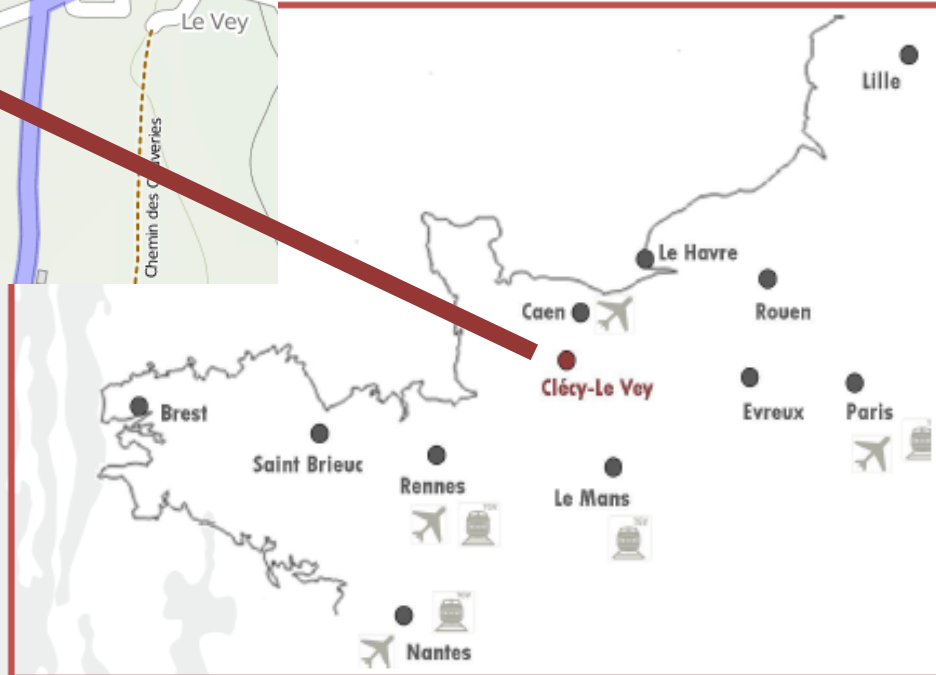 Le Vey
Chemin des
Lille
Le Havre
Caen
Rouen
Clécy-Le Vey
Brest
Evreux
Paris
Saint Brieuc
Rennes
Le Mans
Nantes